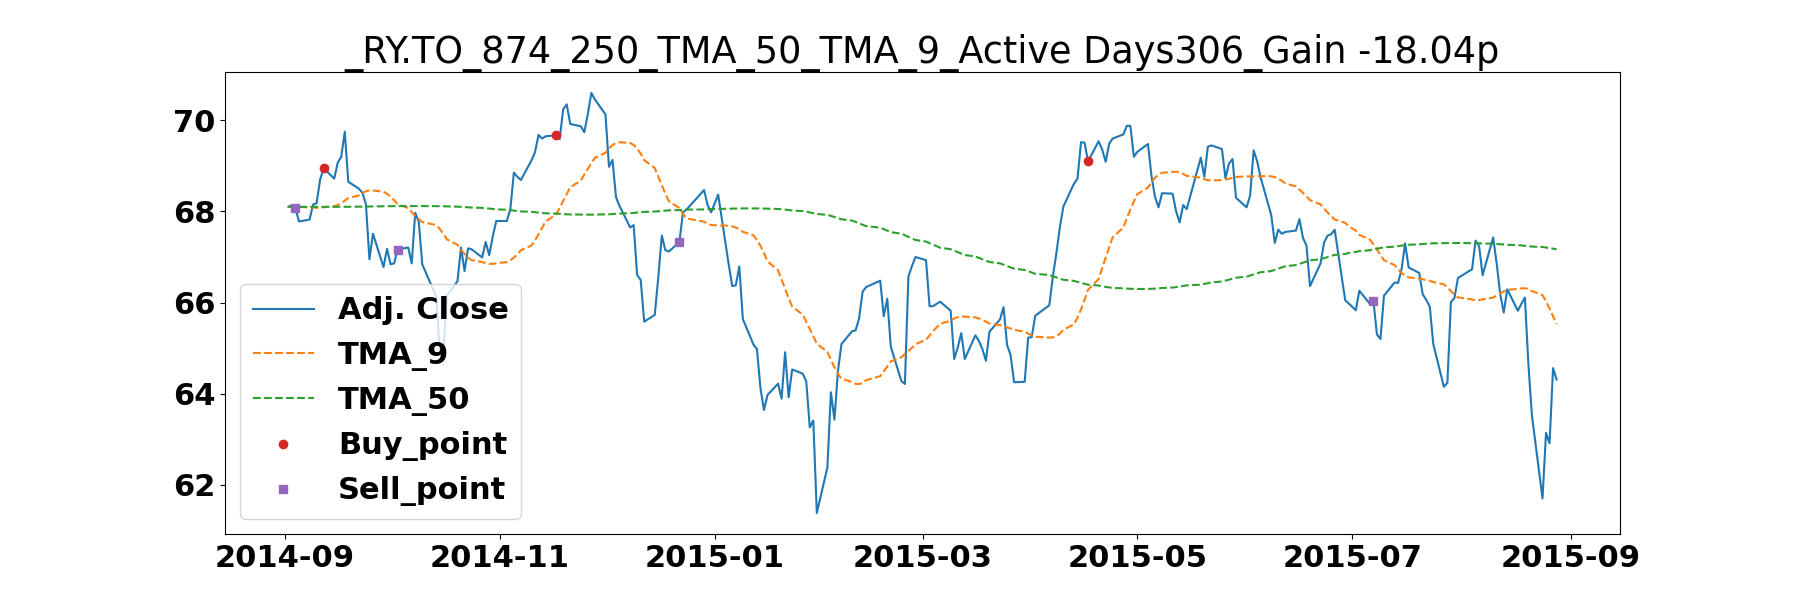 _RY.TO_874_250_TMA_50_TMA_9_Active Days306_Gain -18.04p
70
68
66
64
62
Adj. Close
TMA_9
TMA_50
Buy_point
Sell_point
2014-09 2014-11 2015-01 2015-03 2015-05 2015-07 2015-09